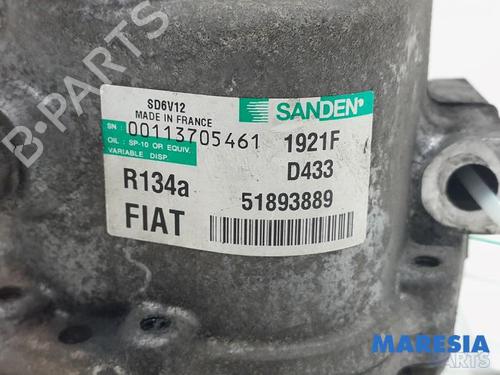 B-PARTS
SD6V12
MADE IN FRANCE
SANDEN
SN: 00113705461
1921F
OIL : SP-10 OR EQUIV.
VARIABLE DISP.
D433
R134a
51893889
FIAT
MARESIA
PARTS